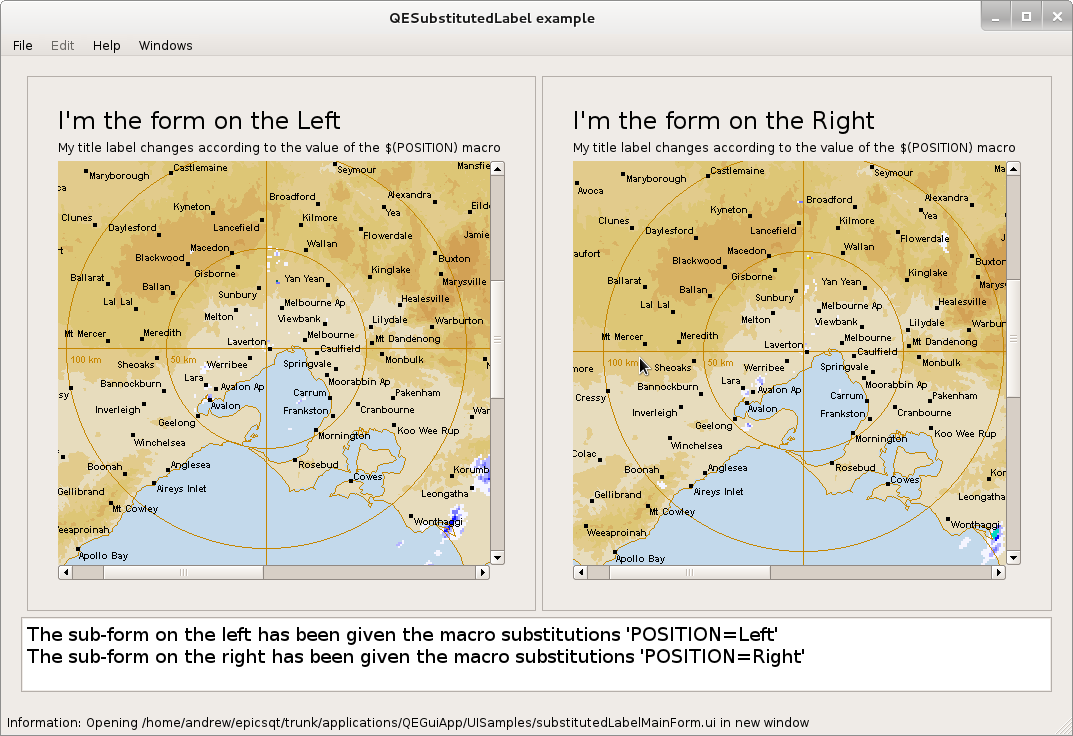 QESubstitutedLabel example
File Edit Help Windows
I'm the form on the Left
My title label changes according to the value of the $(POSITION) macro
Castlemaine
Seymour
Mansfie
Maryborough
Broadford
Alexandra
Kyneton
Yea
Eild
Clunes
Kilmore
Daylesford
Lancefield
Flowerdale
Jamie
Macedon
Wallan
Blackwood
Buxton
Gisborne
Kinglake
Ballarat
Yan Yean
Marysville
Ballan
Sunbury
Lal Lal
Melbourne Ap
Healesville
Melton
Viewbank
Lilydale
Warburton
Mt Mercer
Meredith
Melbourne
Mt Dandenong
Laverton
Caulfield
100 km
50 km
Monbulk
Sheoaks
Werribee
Springvale
Lara
Moorabbin Ap
Bannockburn
Avalon Ap
Carrum
Pakenham
sy
Inverleigh
Avalon
Frankston
Cranbourne
War
Geelong
Koo Wee Rup
Mornington
Winchelsea
Boonah
Anglesea
Rosebud
Korumb
Cowes
Gellibrand
Aireys Inlet
Leongatha
Mt Cowley
Wonthaggi
eeaproinah
Apollo Bay
I'm the form on the Right
My title label changes according to the value of the $(POSITION) macro
Castlemaine
Seymour
Ma
Maryborough
Avoca
Broadford
Alexandra
Kyneton
Yea
Clunes
Kilmore
Daylesford
Lancefield
Flowerdale
J
Macedon
Wallan
aufort
Blackwood
Buxton
Gisborne
Kinglake
Ballarat
Yan Yean
Marysv
Ballan
Sunbury
Lal Lal
Melbourne Ap
Healesville
Melton
Viewbank
Lilydale
Warbur
Mt Mercer
Meredith
Melbourne
Mt Dandenong
Laverton
Caulfield
100 km
50 km
Monbulk
more
Sheoaks
Werribee
Springvale
Lara
Moorabbin Ap
Bannockburn
Avalon Ap
Carrum
Pakenham
Cressy
Inverleigh
Avalon
Frankston
Cranbourne
Geelong
Koo Wee Rup
Mornington
Winchelsea
Colac
Boonah
Anglesea
Rosebud
Kor
Cowes
Gellibrand
Aireys Inlet
Leongatha
Mt Cowley
Wonthaggi
Weeaproinah
Apollo Bay
The sub-form on the left has been given the macro substitutions 'POSITION=Left'
The sub-form on the right has been given the macro substitutions 'POSITION=Right'
Information: Opening /home/andrew/epicsqt/trunk/applications/QEGuiApp/UISamples/substitutedLabelMainForm.ui in new window